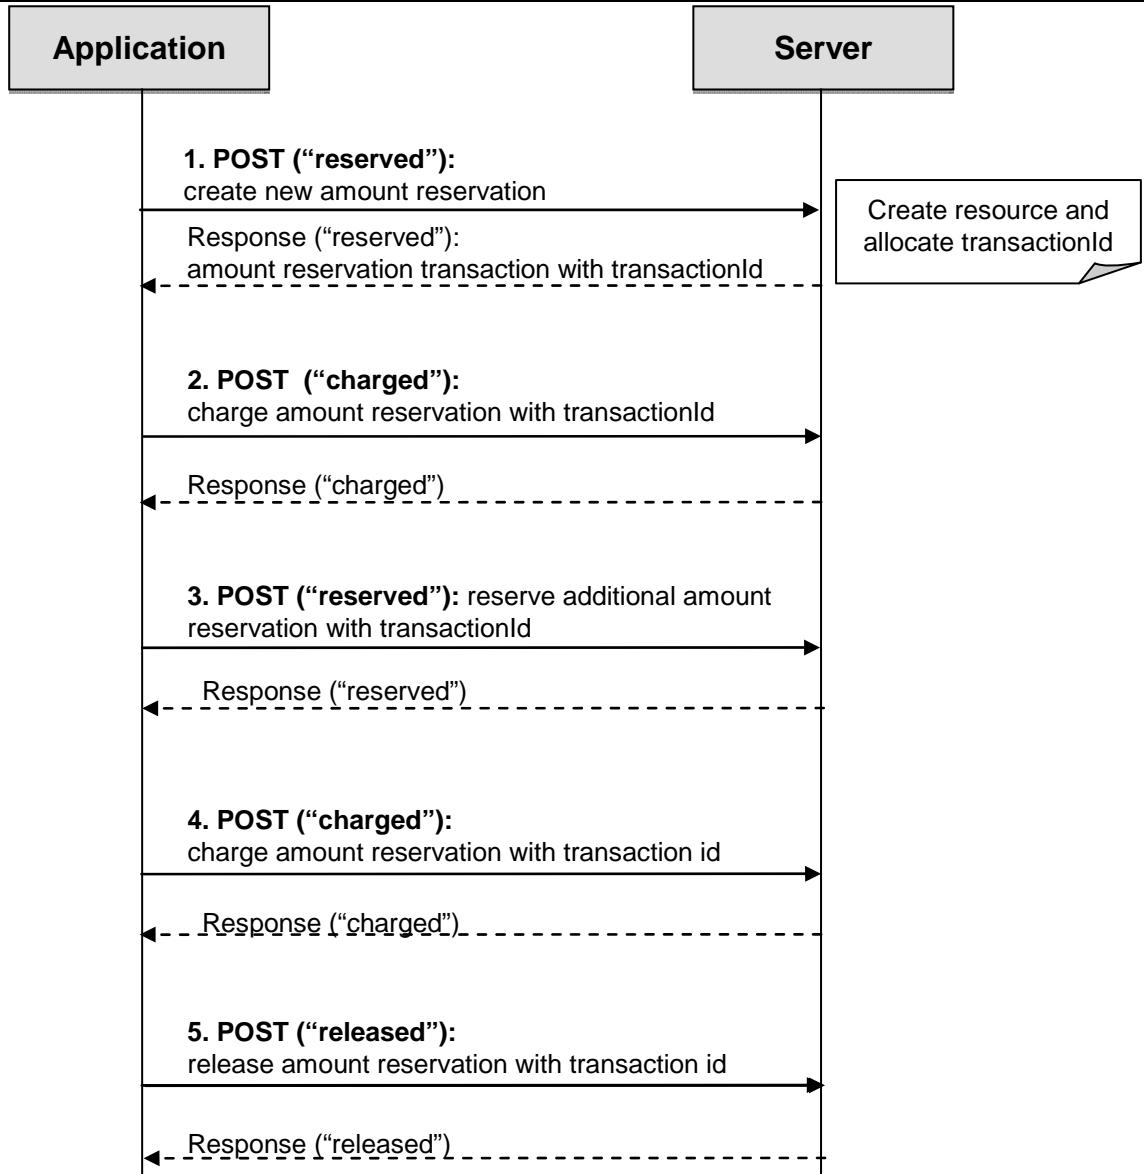 Application
Server
1. POST (“reserved”):
create new amount reservation
Create resource and
allocate transactionId
Response (“reserved”):
amount reservation transaction with transactionId
2. POST  (“charged”):
charge amount reservation with transactionId
Response (“charged”)
3. POST (“reserved”): reserve additional amount
reservation with transactionId
Response (“reserved”)
4. POST (“charged”):
charge amount reservation with transaction id
Response (“charged”)
5. POST (“released”):
release amount reservation with transaction id
Response (“released”)